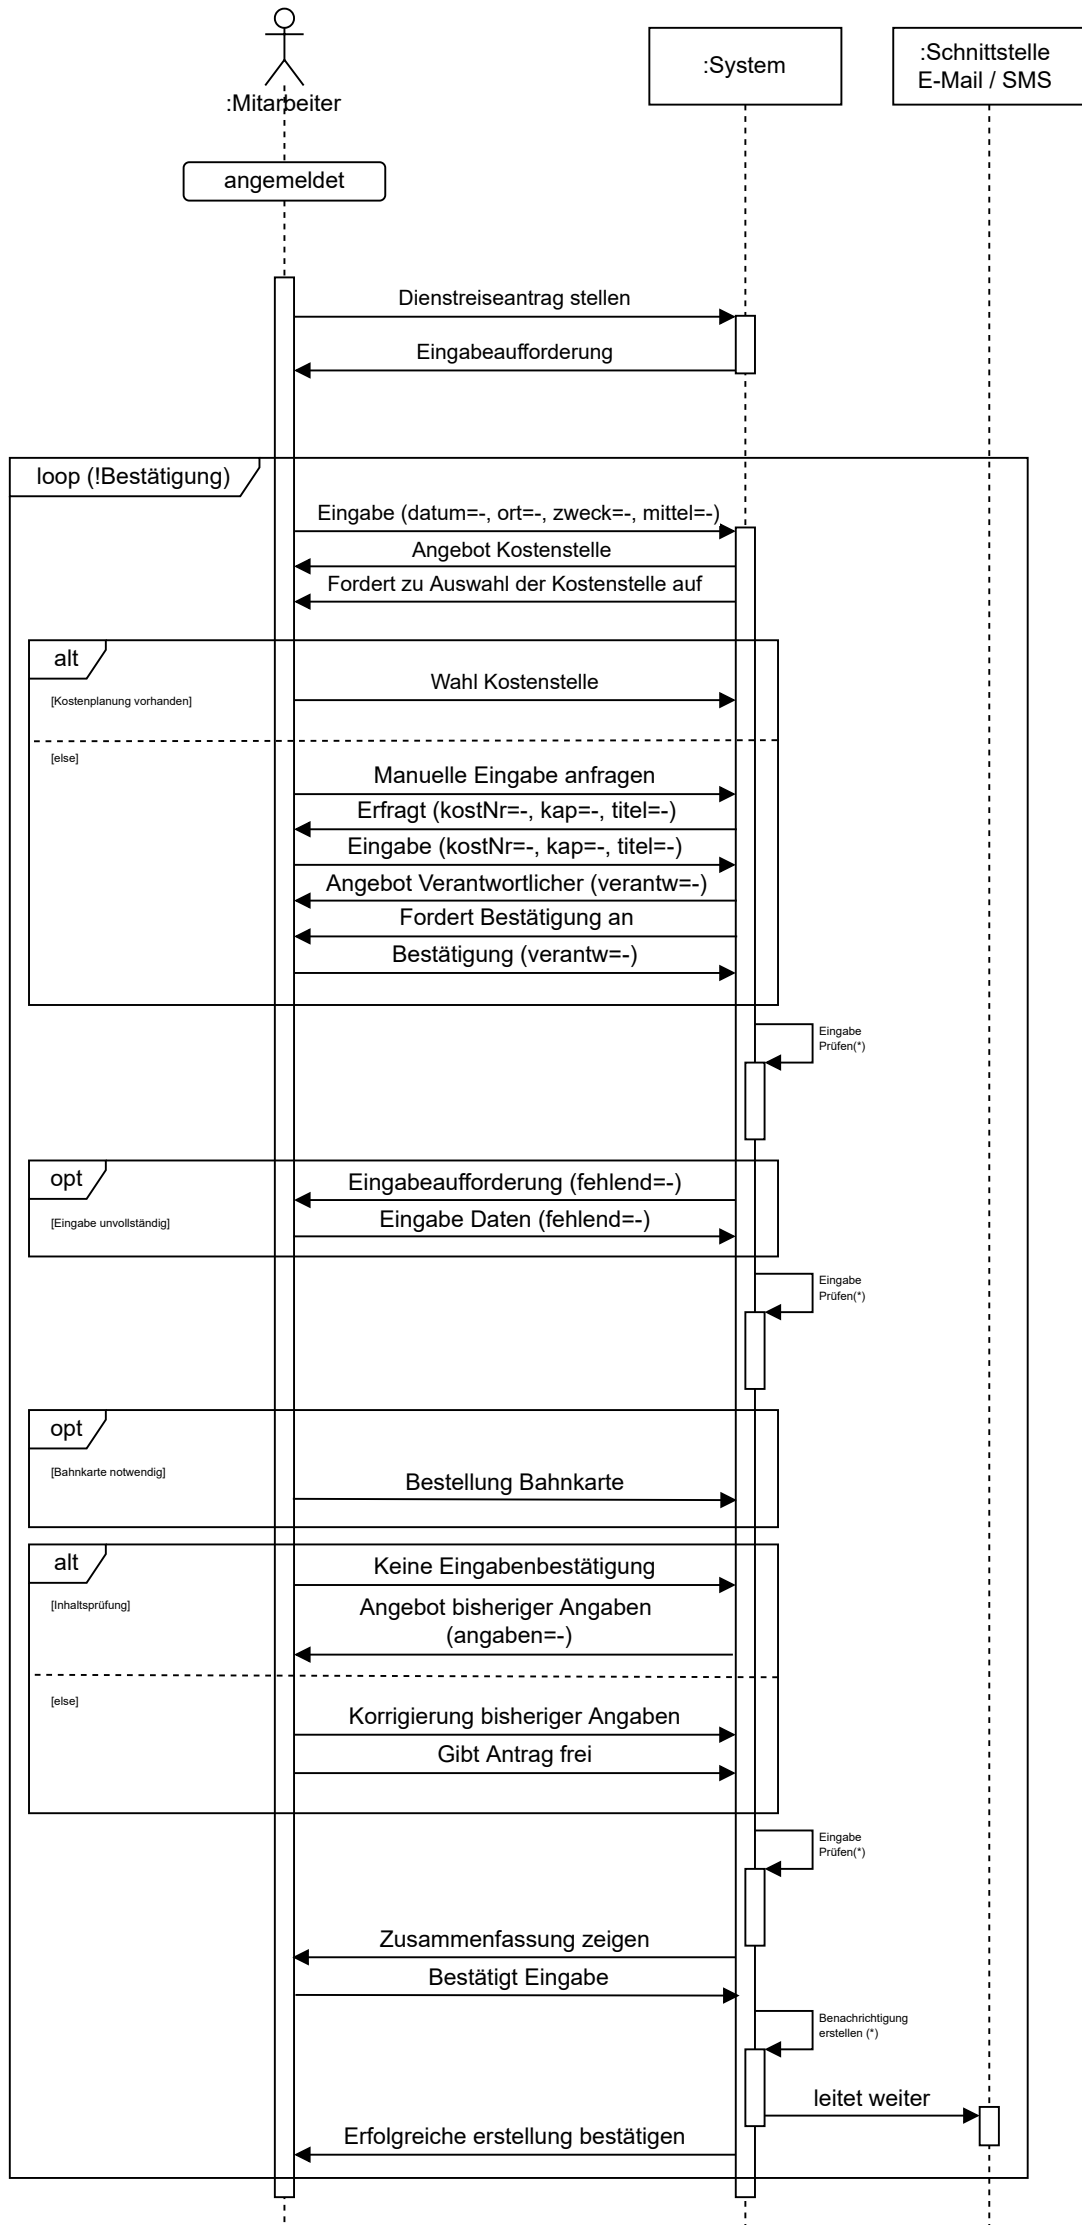 :Mitarbeiter
:System
:Schnittstelle
E-Mail / SMS
angemeldet
Dienstreiseantrag stellen
Eingabeaufforderung
loop (!Bestätigung)
Eingabe (datum=-, ort=-, zweck=-, mittel=-)
Angebot Kostenstelle
Fordert zu Auswahl der Kostenstelle auf
alt
[Kostenplanung vorhanden]
Wahl Kostenstelle
[else]
Manuelle Eingabe anfragen
Erfragt (kostNr=-, kap=-, titel=-)
Eingabe (kostNr=-, kap=-, titel=-)
Angebot Verantwortlicher (verantw=-)
Fordert Bestätigung an
Bestätigung (verantw=-)
Eingabe
Prüfen(*)
opt
[Eingabe unvollständig]
Eingabeaufforderung (fehlend=-)
Eingabe Daten (fehlend=-)
Eingabe
Prüfen(*)
opt
[Bahnkarte notwendig]
Bestellung Bahnkarte
alt
[Inhaltsprüfung]
Keine Eingabenbestätigung
Angebot bisheriger Angaben
(angaben=-)
[else]
Korrigierung bisheriger Angaben
Gibt Antrag frei
Eingabe
Prüfen(*)
Zusammenfassung zeigen
Bestätigt Eingabe
Benachrichtigung
erstellen (*)
leitet weiter
Erfolgreiche erstellung bestätigen